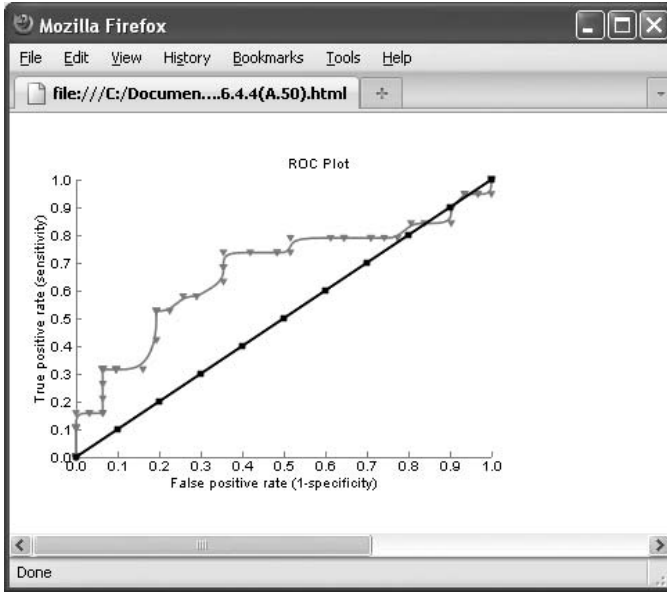 Mozilla Firefox
File Edit View History Bookmarks Tools Help
file:///C:/Documen....6.4.4(A.50).html
ROC Plot
True positive rate (sensitivity)
1.0
0.9
0.8
0.7
0.6
0.5
0.4
0.3
0.2
0.1
0.0
0.0 0.1 0.2 0.3 0.4 0.5 0.6 0.7 0.8 0.9 1.0
False positive rate (1-specificity)
Done